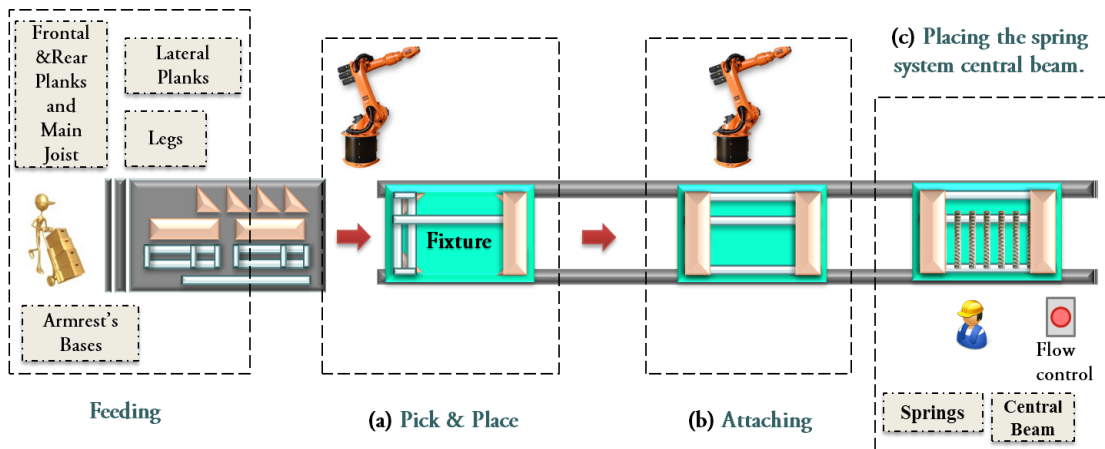 Frontal
&Rear
Planks
and
Main
Joist
Lateral
Planks
Legs
Armrest's
Bases
Feeding
Fixture
(a) Pick & Place
(b) Attaching
(c) Placing the spring
system central beam.
Flow
control
Springs
Central
Beam